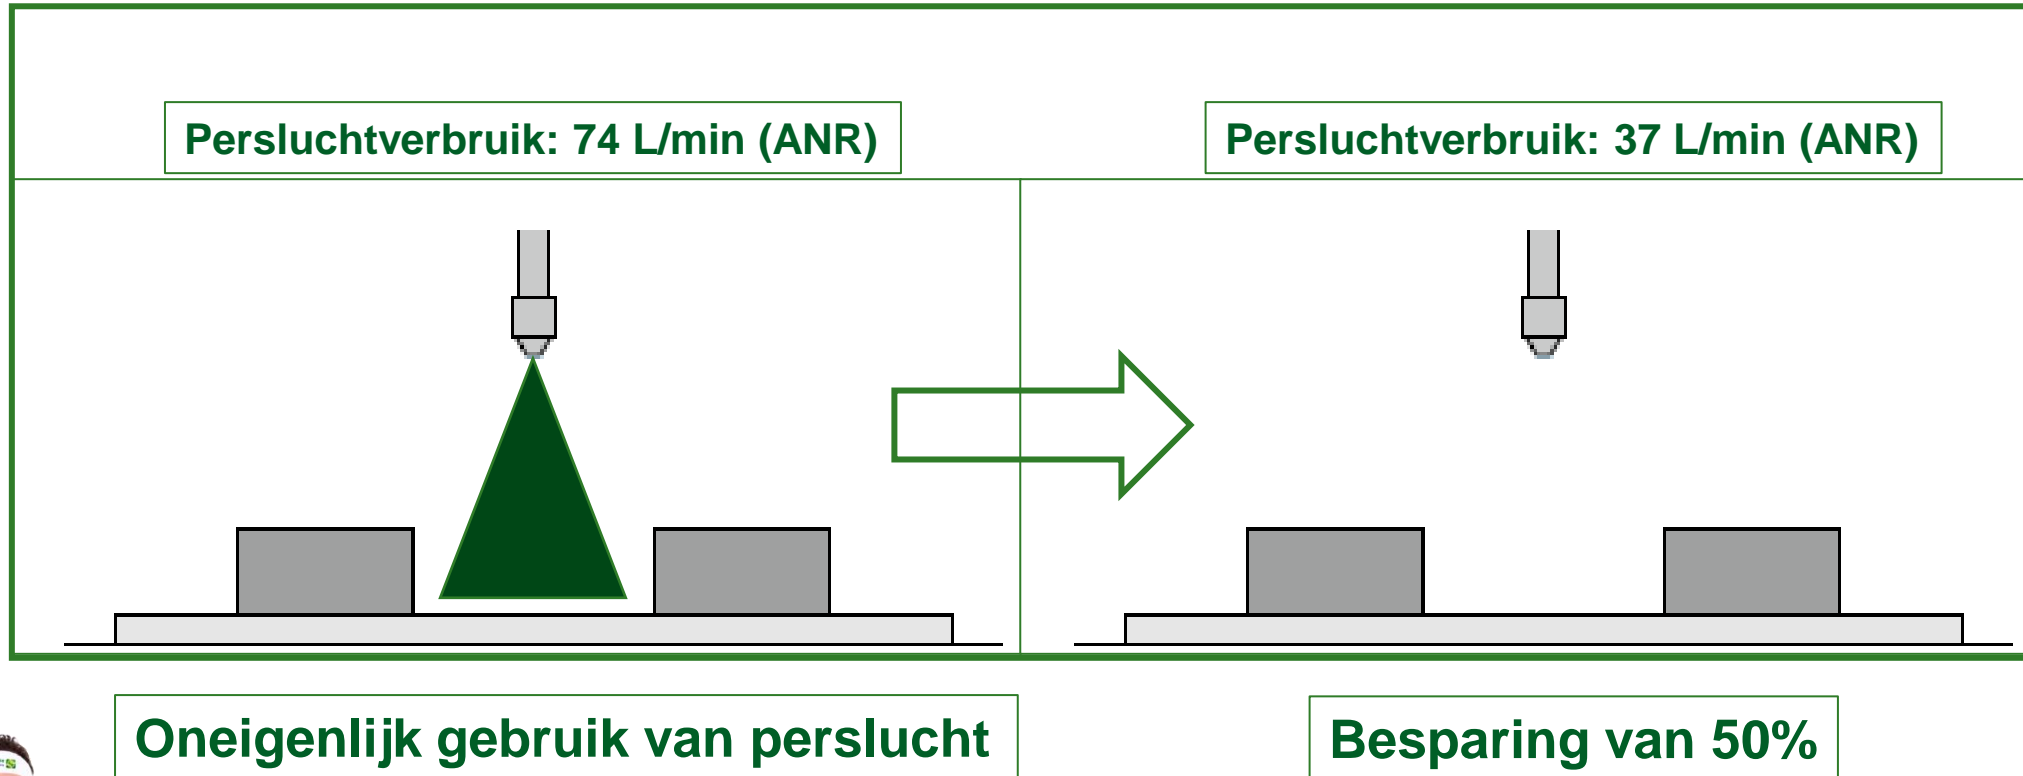 Persluchtverbruik: 74 L/min (ANR)
Persluchtverbruik: 37 L/min (ANR)
Oneigenlijk gebruik van perslucht
Besparing van 50%